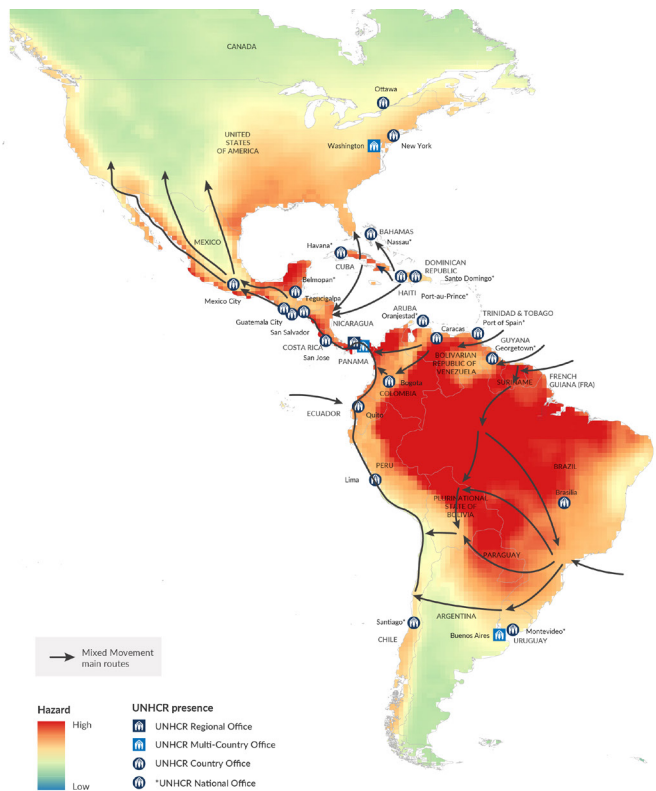 CANADA
Ottawa
UNITED
STATES
OF AMERICA
Washington
New York
BAHAMAS
Nassau*
MEXICO
Havana*
CUBA
DOMINICAN
REPUBLIC
Santo Domingo*
HAITI
Port-au-Prince*
Belmopan*
Mexico City
Tegucigalpa
Guatemala City
San Salvador
NICARAGUA
ARUBA
Oranjestad*
TRINIDAD & TOBAGO
Port of Spain*
Caracas
COSTA RICA
San Jose
PANAMA
GUYANA
Georgetown*
BOLIVARIAN
REPUBLIC OF
VENEZUELA
SURINAME
FRENCH
GUIANA (FRA)
Bogota
COLOMBIA
ECUADOR
Quito
PERU
Lima
BRAZIL
Brasilia
PLURINATIONAL
STATE OF
BOLIVIA
PARAGUAY
ARGENTINA
Santiago*
CHILE
Buenos Aires
Montevideo*
URUGUAY
Mixed Movement
main routes
Hazard
High
Low
UNHCR presence
UNHCR Regional Office
UNHCR Multi-Country Office
UNHCR Country Office
*UNHCR National Office